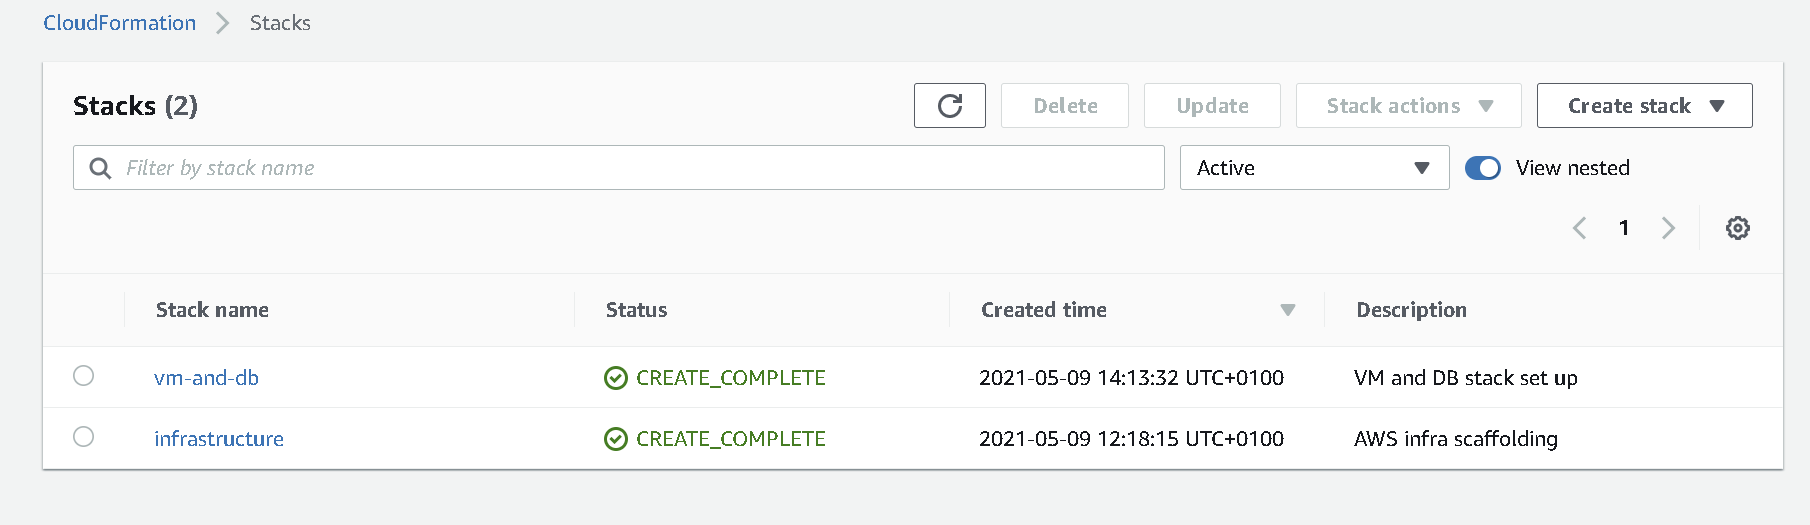 CloudFormation > Stacks
Stacks (2) Delete Update Stack actions Create stack
Filter by stack name Active View nested
1
Stack name Status Created time Description
vm-and-db CREATE_COMPLETE 2021-05-09 14:13:32 UTC+0100 VM and DB stack set up
infrastructure CREATE_COMPLETE 2021-05-09 12:18:15 UTC+0100 AWS infra scaffolding